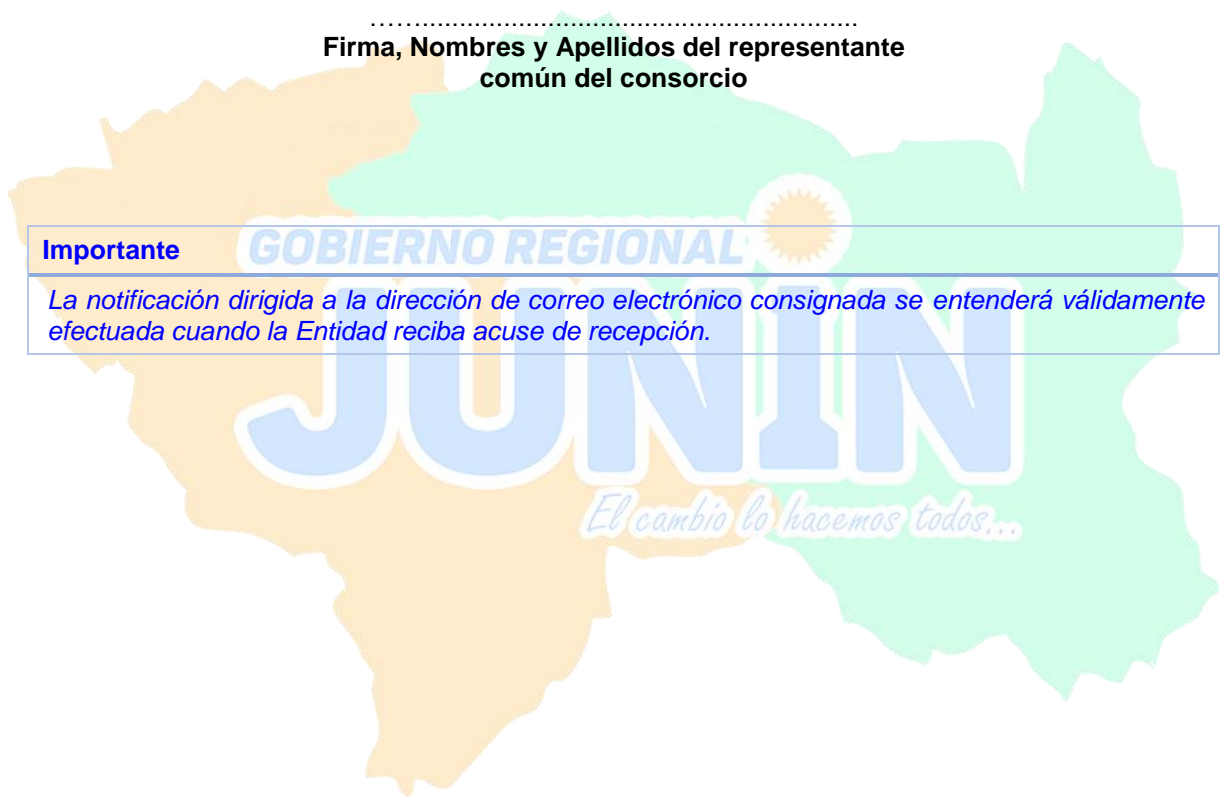 ….............................................................
Firma, Nombres y Apellidos del representante
común del consorcio
GOBIERNO REGIONAL
Importante
La notificación dirigida a la dirección de correo electrónico consignada se entenderá válidamente
efectuada cuando la Entidad reciba acuse de recepción.
JUNÍN
El cambio lo hacemos todos...